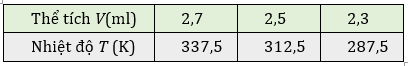 Thể tích V(ml) 2,7 2,5 2,3
Nhiệt độ T (K) 337,5 312,5 287,5